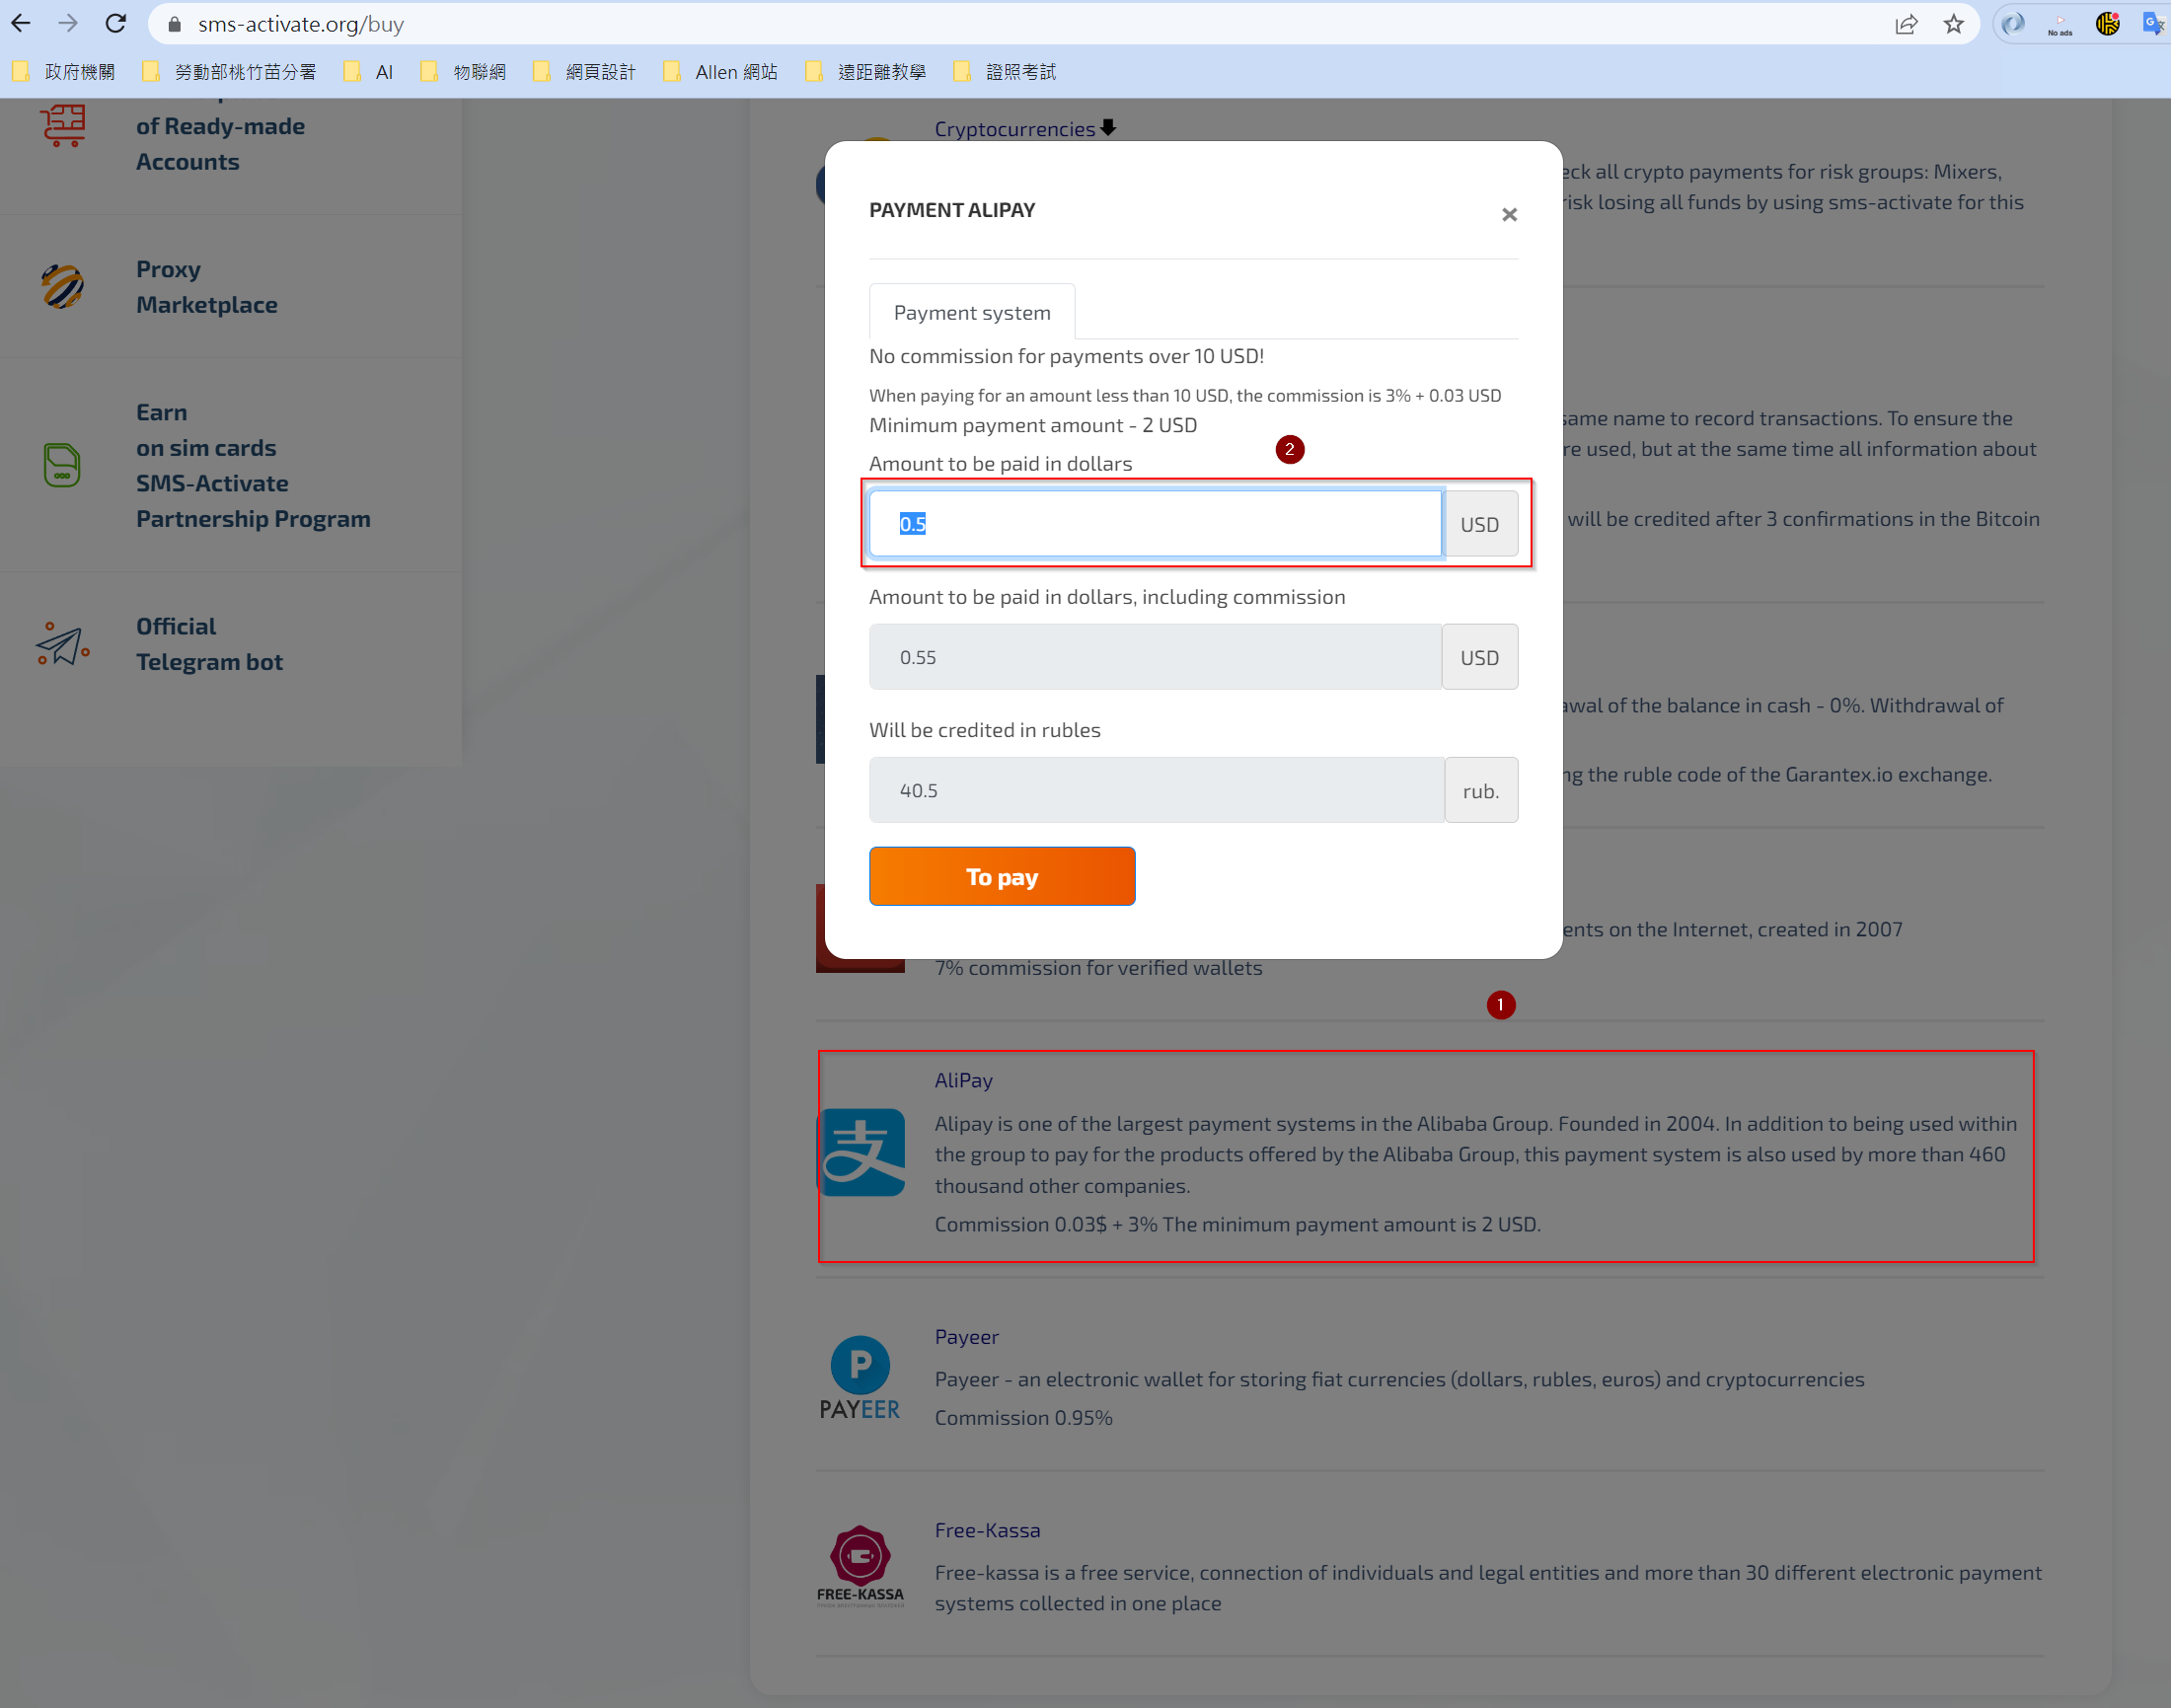 sms-activate.org/buy
No ads
政府機關
勞動部桃竹苗分署
AI
物聯網
網頁設計
Allen 網站
遠距離教學
證照考試
of Ready-made
Accounts
Proxy
Marketplace
Earn
on sim cards
SMS-Activate
Partnership Program
Official
Telegram bot
Cryptocurrencies
eck all crypto payments for risk groups: Mixers,
risk losing all funds by using sms-activate for this
same name to record transactions. To ensure the
re used, but at the same time all information about
will be credited after 3 confirmations in the Bitcoin
awal of the balance in cash - 0%. Withdrawal of
ng the ruble code of the Garantex.io exchange.
ents on the Internet, created in 2007
7% commission for verified wallets
PAYMENT ALIPAY
×
Payment system
No commission for payments over 10 USD!
When paying for an amount less than 10 USD, the commission is 3% + 0.03 USD
Minimum payment amount - 2 USD
2
Amount to be paid in dollars
0.5
USD
Amount to be paid in dollars, including commission
0.55
USD
Will be credited in rubles
40.5
rub.
To pay
1
AliPay
支
Alipay is one of the largest payment systems in the Alibaba Group. Founded in 2004. In addition to being used within
the group to pay for the products offered by the Alibaba Group, this payment system is also used by more than 460
thousand other companies.
Commission 0.03$ + 3% The minimum payment amount is 2 USD.
Payeer
P
PAYEER
Payeer - an electronic wallet for storing fiat currencies (dollars, rubles, euros) and cryptocurrencies
Commission 0.95%
Free-Kassa
FREE-KASSA
Free-kassa is a free service, connection of individuals and legal entities and more than 30 different electronic payment
systems collected in one place